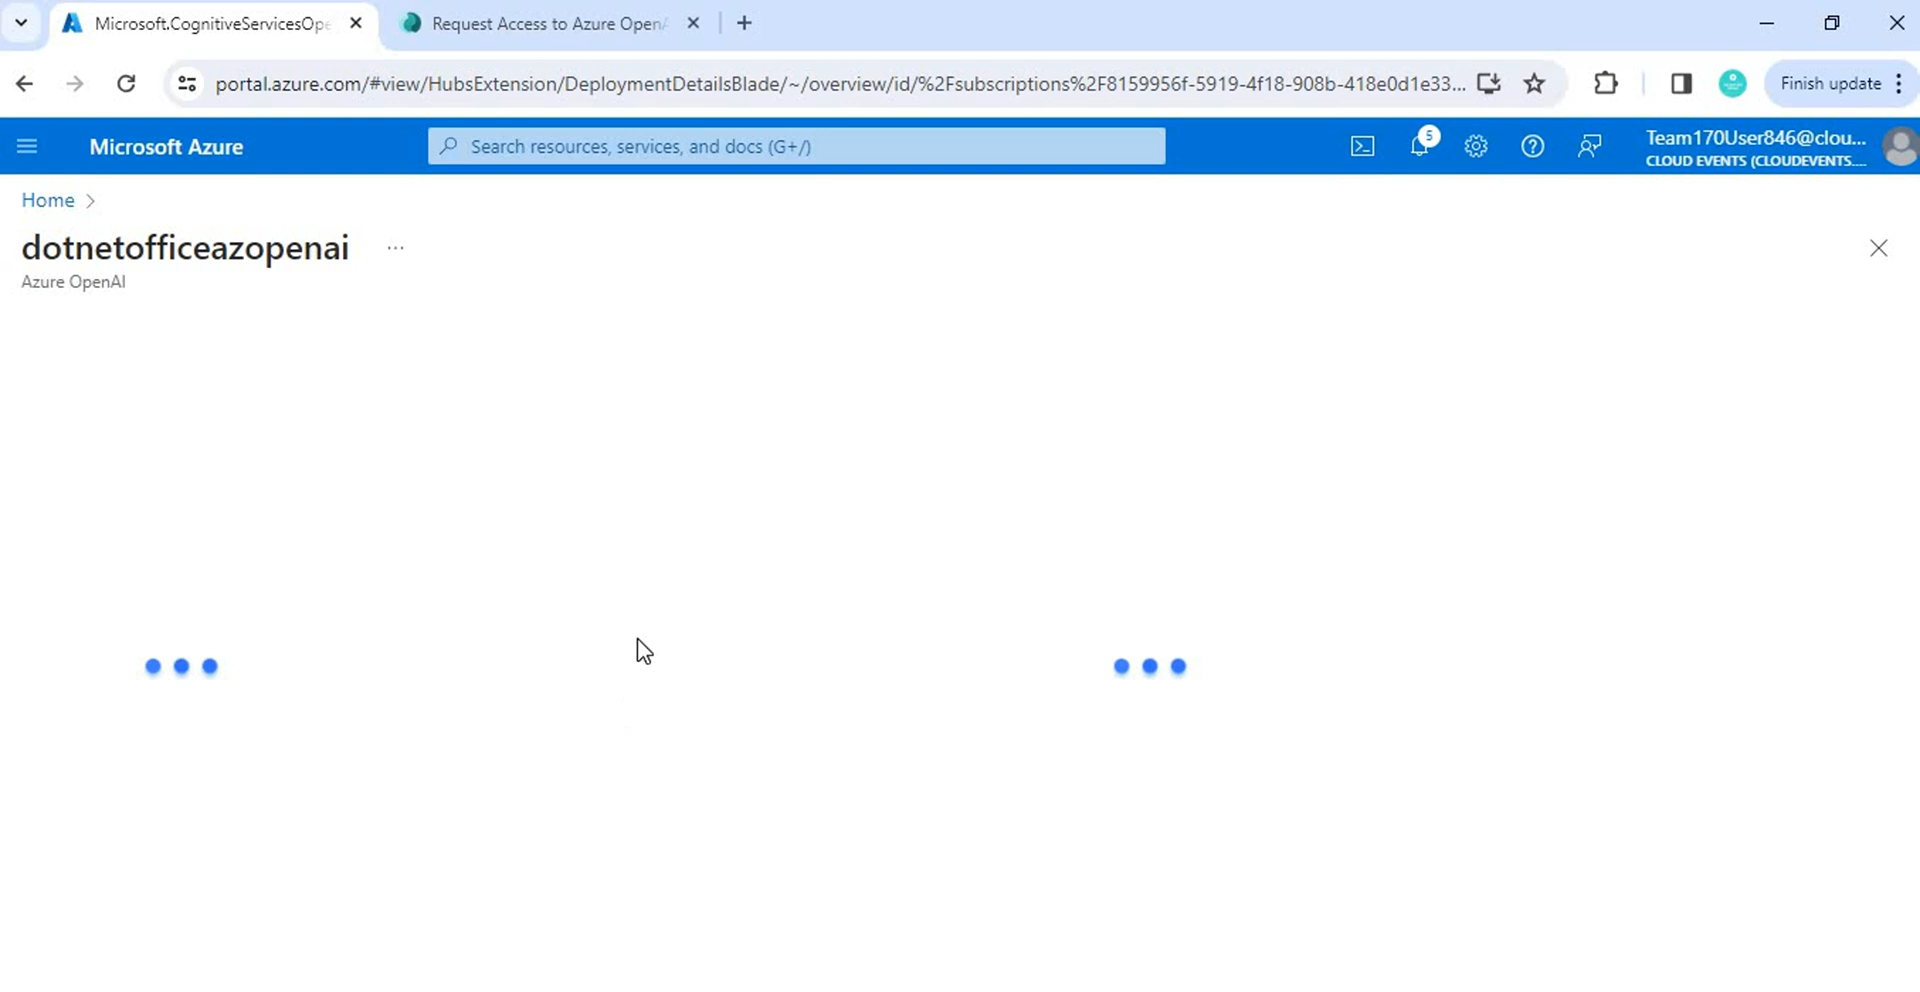 Microsoft.CognitiveServicesOpe
Request Access to Azure OpenA
portal.azure.com/#view/HubsExtension/DeploymentDetailsBlade/~/overview/id/%2Fsubscriptions%2F8159956f-5919-4f18-908b-418e0d1e33...
Finish update
Microsoft Azure
Search resources, services, and docs (G+/)
5
Team170User846@clou...
CLOUD EVENTS (CLOUDEVENTS....
Home
dotnetofficeazopenai
...
Azure OpenAI